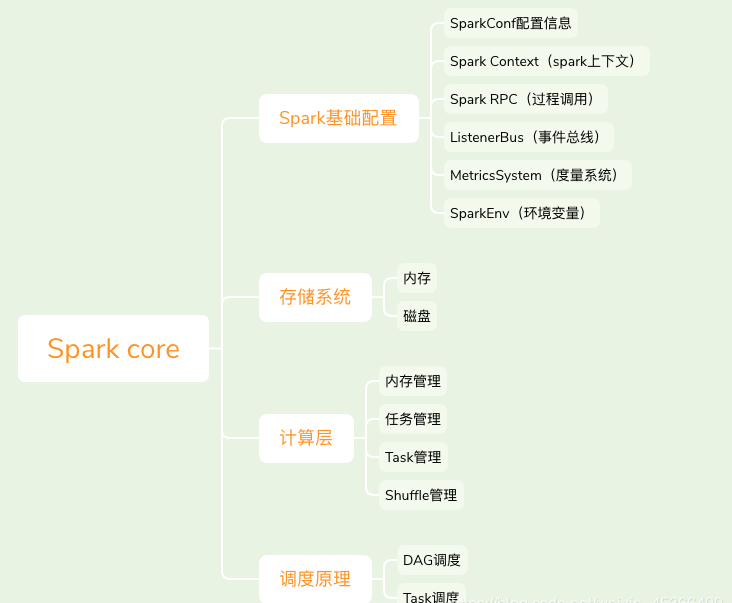 Spark core
Spark基础配置
SparkConf配置信息
Spark Context（spark上下文）
Spark RPC（过程调用）
ListenerBus（事件总线）
MetricsSystem（度量系统）
SparkEnv（环境变量）
存储系统
内存
磁盘
计算层
内存管理
任务管理
Task管理
Shuffle管理
调度原理
DAG调度
Task调度